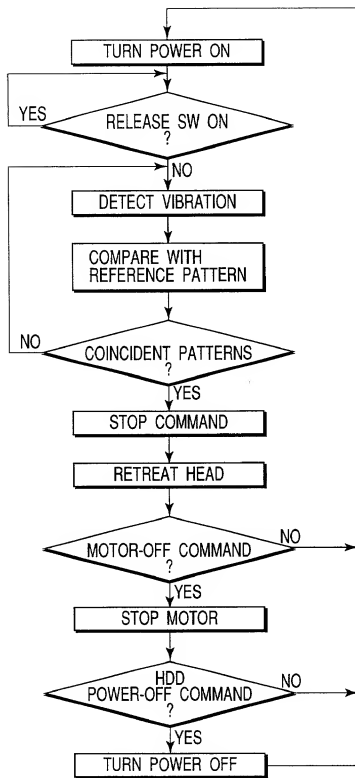 TURN POWER ON
YES
RELEASE SW ON
?
NO
DETECT VIBRATION
COMPARE WITH
REFERENCE PATTERN
NO
COINCIDENT PATTERNS
?
YES
STOP COMMAND
RETREAT HEAD
NO
MOTOR-OFF COMMAND
?
YES
STOP MOTOR
HDD
NO
POWER-OFF COMMAND
?
YES
TURN POWER OFF